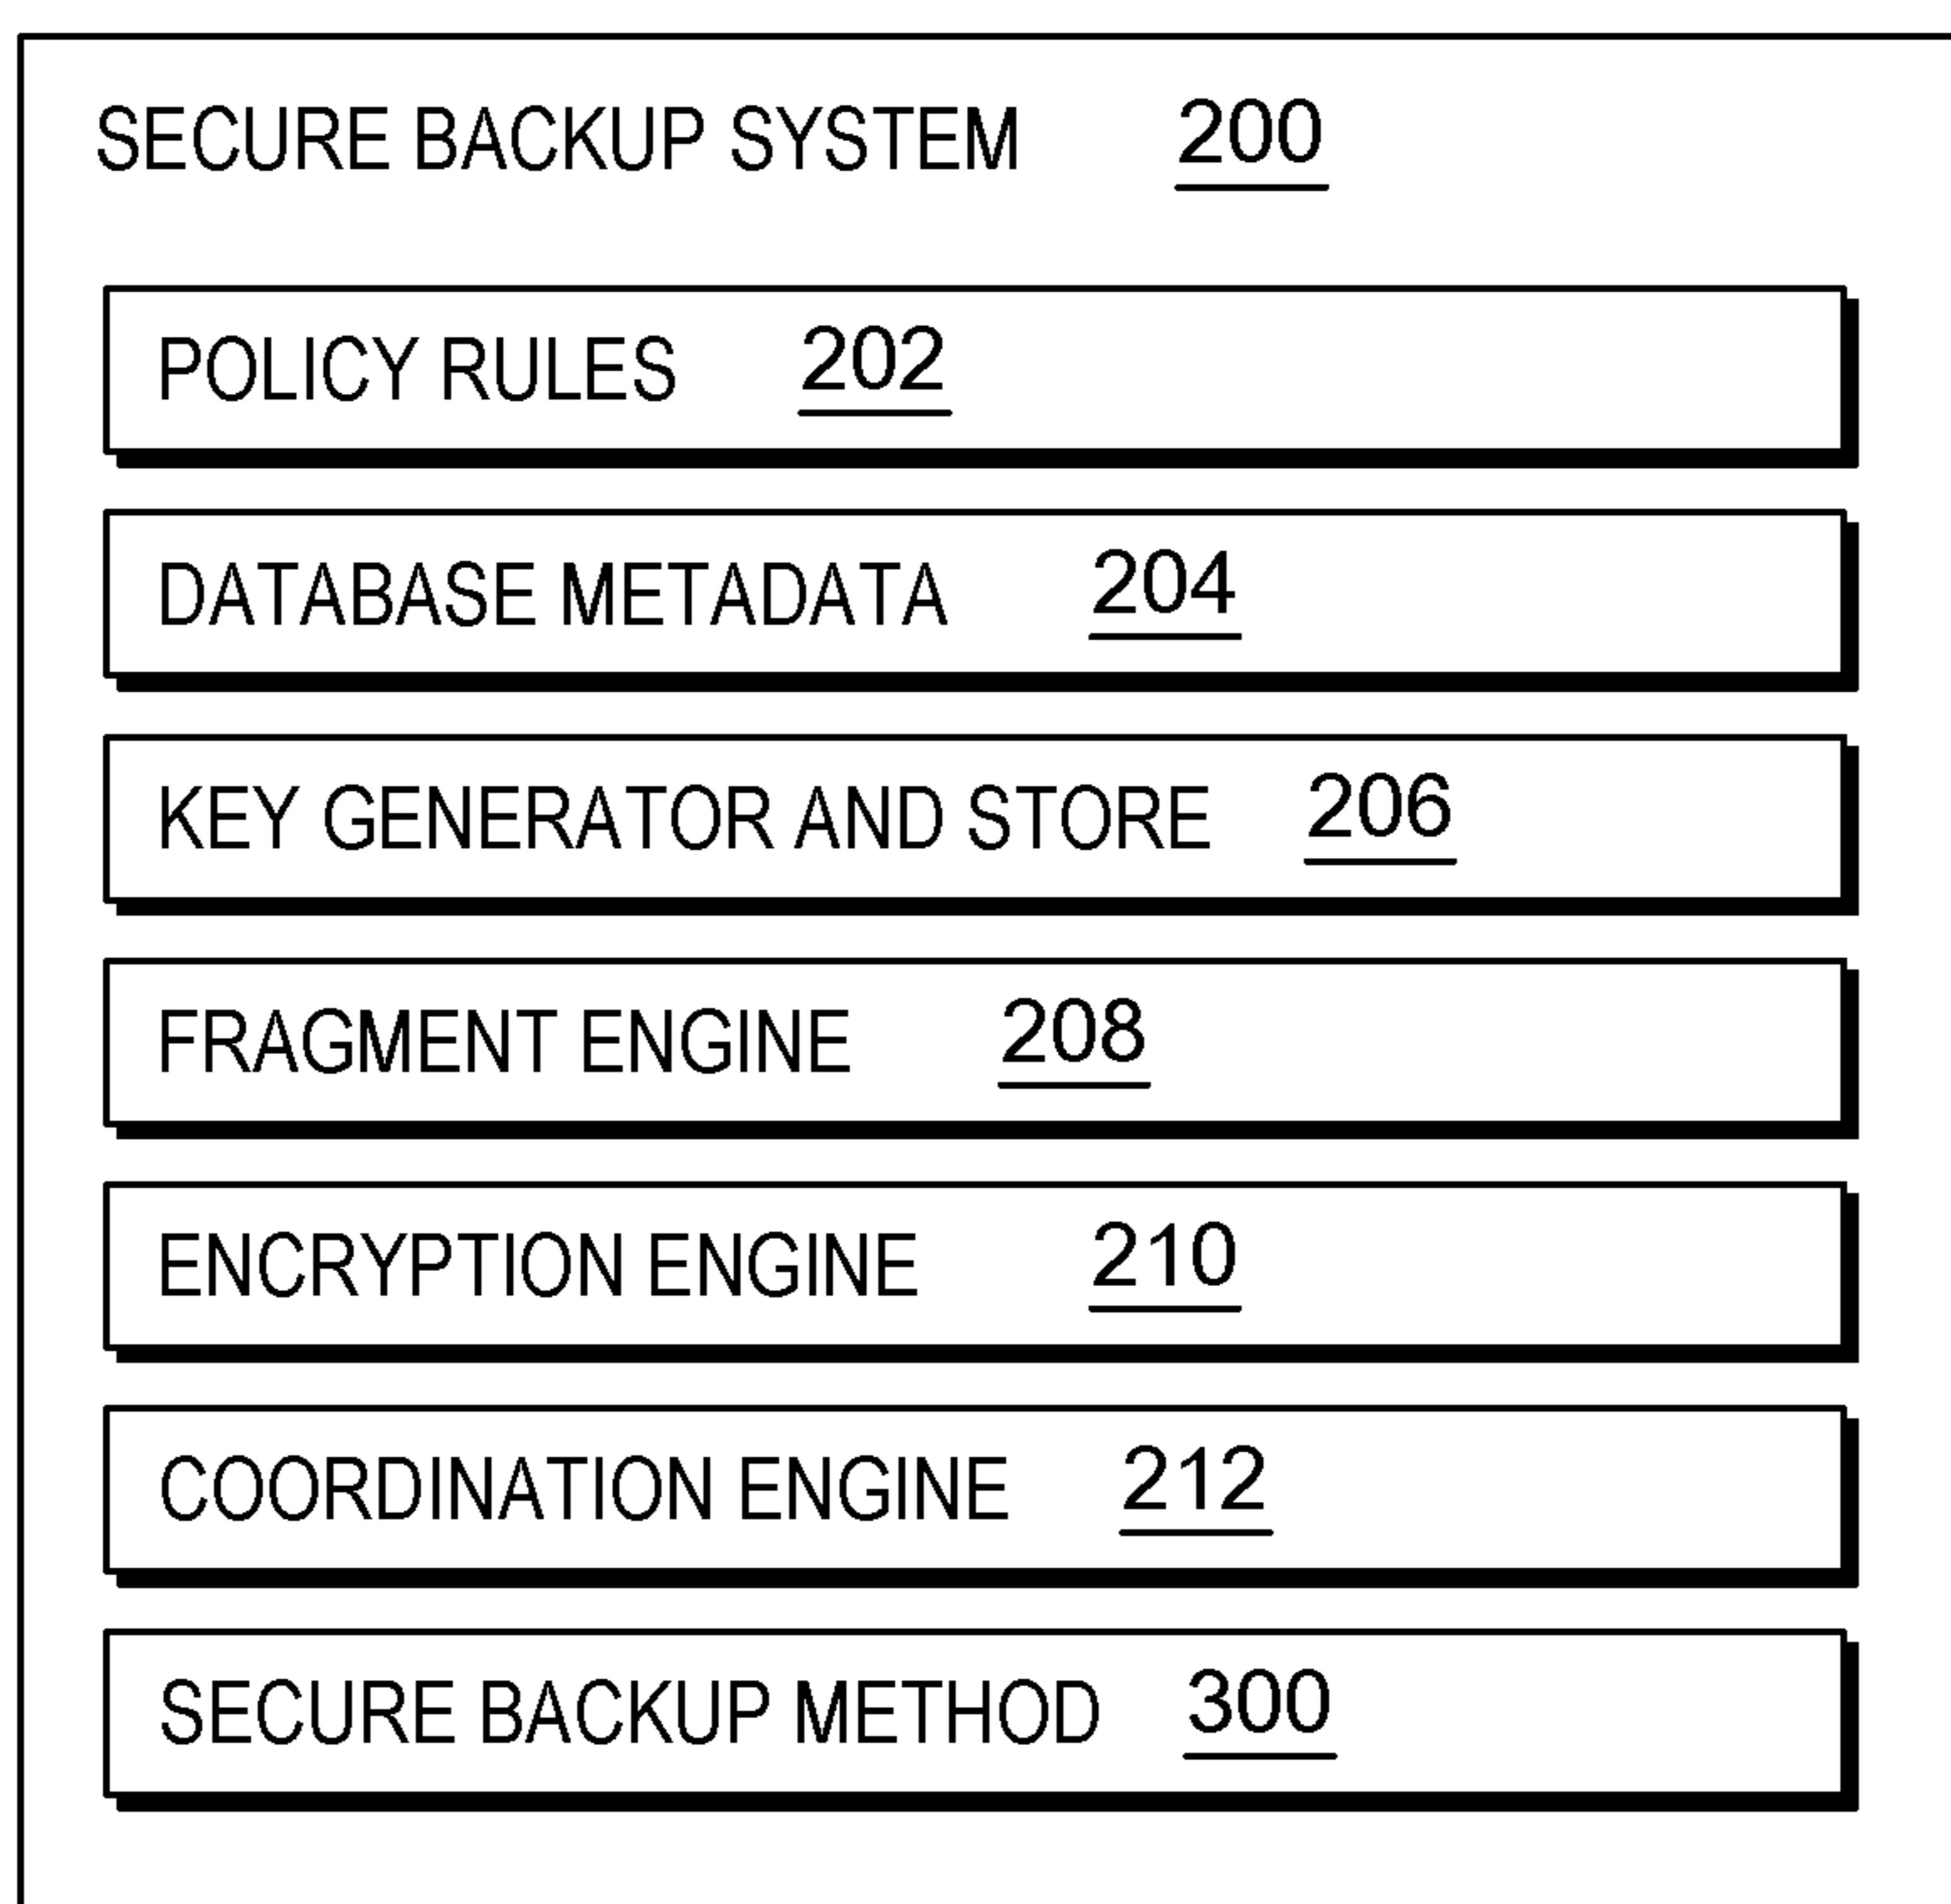 SECURE BACKUP SYSTEM 200
POLICY RULES 202
DATABASE METADATA 204
KEY GENERATOR AND STORE 206
FRAGMENT ENGINE 208
ENCRYPTION ENGINE 210
COORDINATION ENGINE 212
SECURE BACKUP METHOD 300